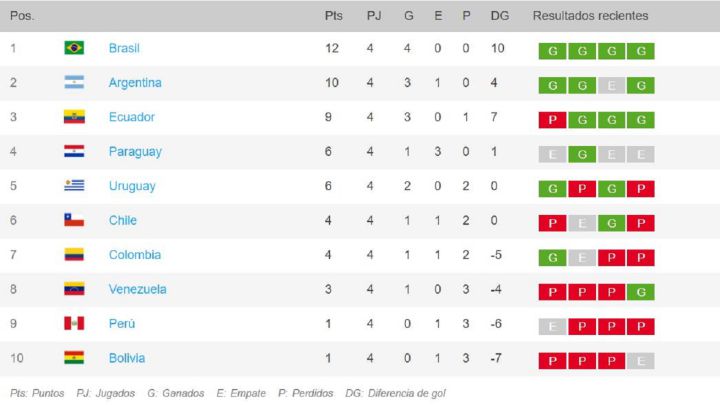 Pos. Pts PJ G E P DG Resultados recientes
1 Brasil 12 4 4 0 0 10 G G G G
2 Argentina 10 4 3 1 0 4 G G E G
3 Ecuador 9 4 3 0 1 7 P G G G
4 Paraguay 6 4 1 3 0 1 E G E E
5 Uruguay 6 4 2 0 2 0 G P G P
6 Chile 4 4 1 1 2 0 P E G P
7 Colombia 4 4 1 1 2 -5 G E P P
8 Venezuela 3 4 1 0 3 -4 P P P G
9 Perú 1 4 0 1 3 -6 E P P P
10 Bolivia 1 4 0 1 3 -7 P P P E
Pts: Puntos PJ: Jugados G: Ganados E: Empate P: Perdidos DG: Diferencia de gol